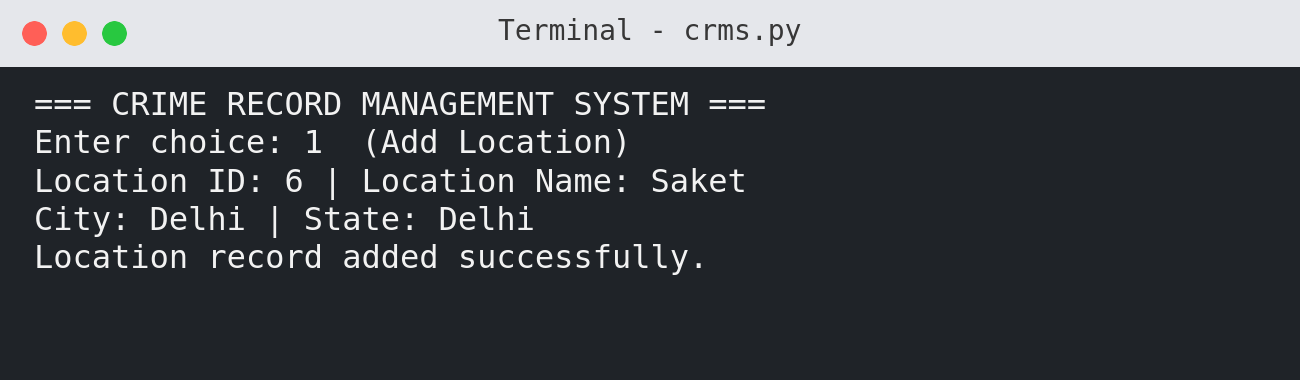 Terminal - crms.py
=== CRIME RECORD MANAGEMENT SYSTEM ===
Enter choice: 1  (Add Location)
Location ID: 6 | Location Name: Saket
City: Delhi | State: Delhi
Location record added successfully.